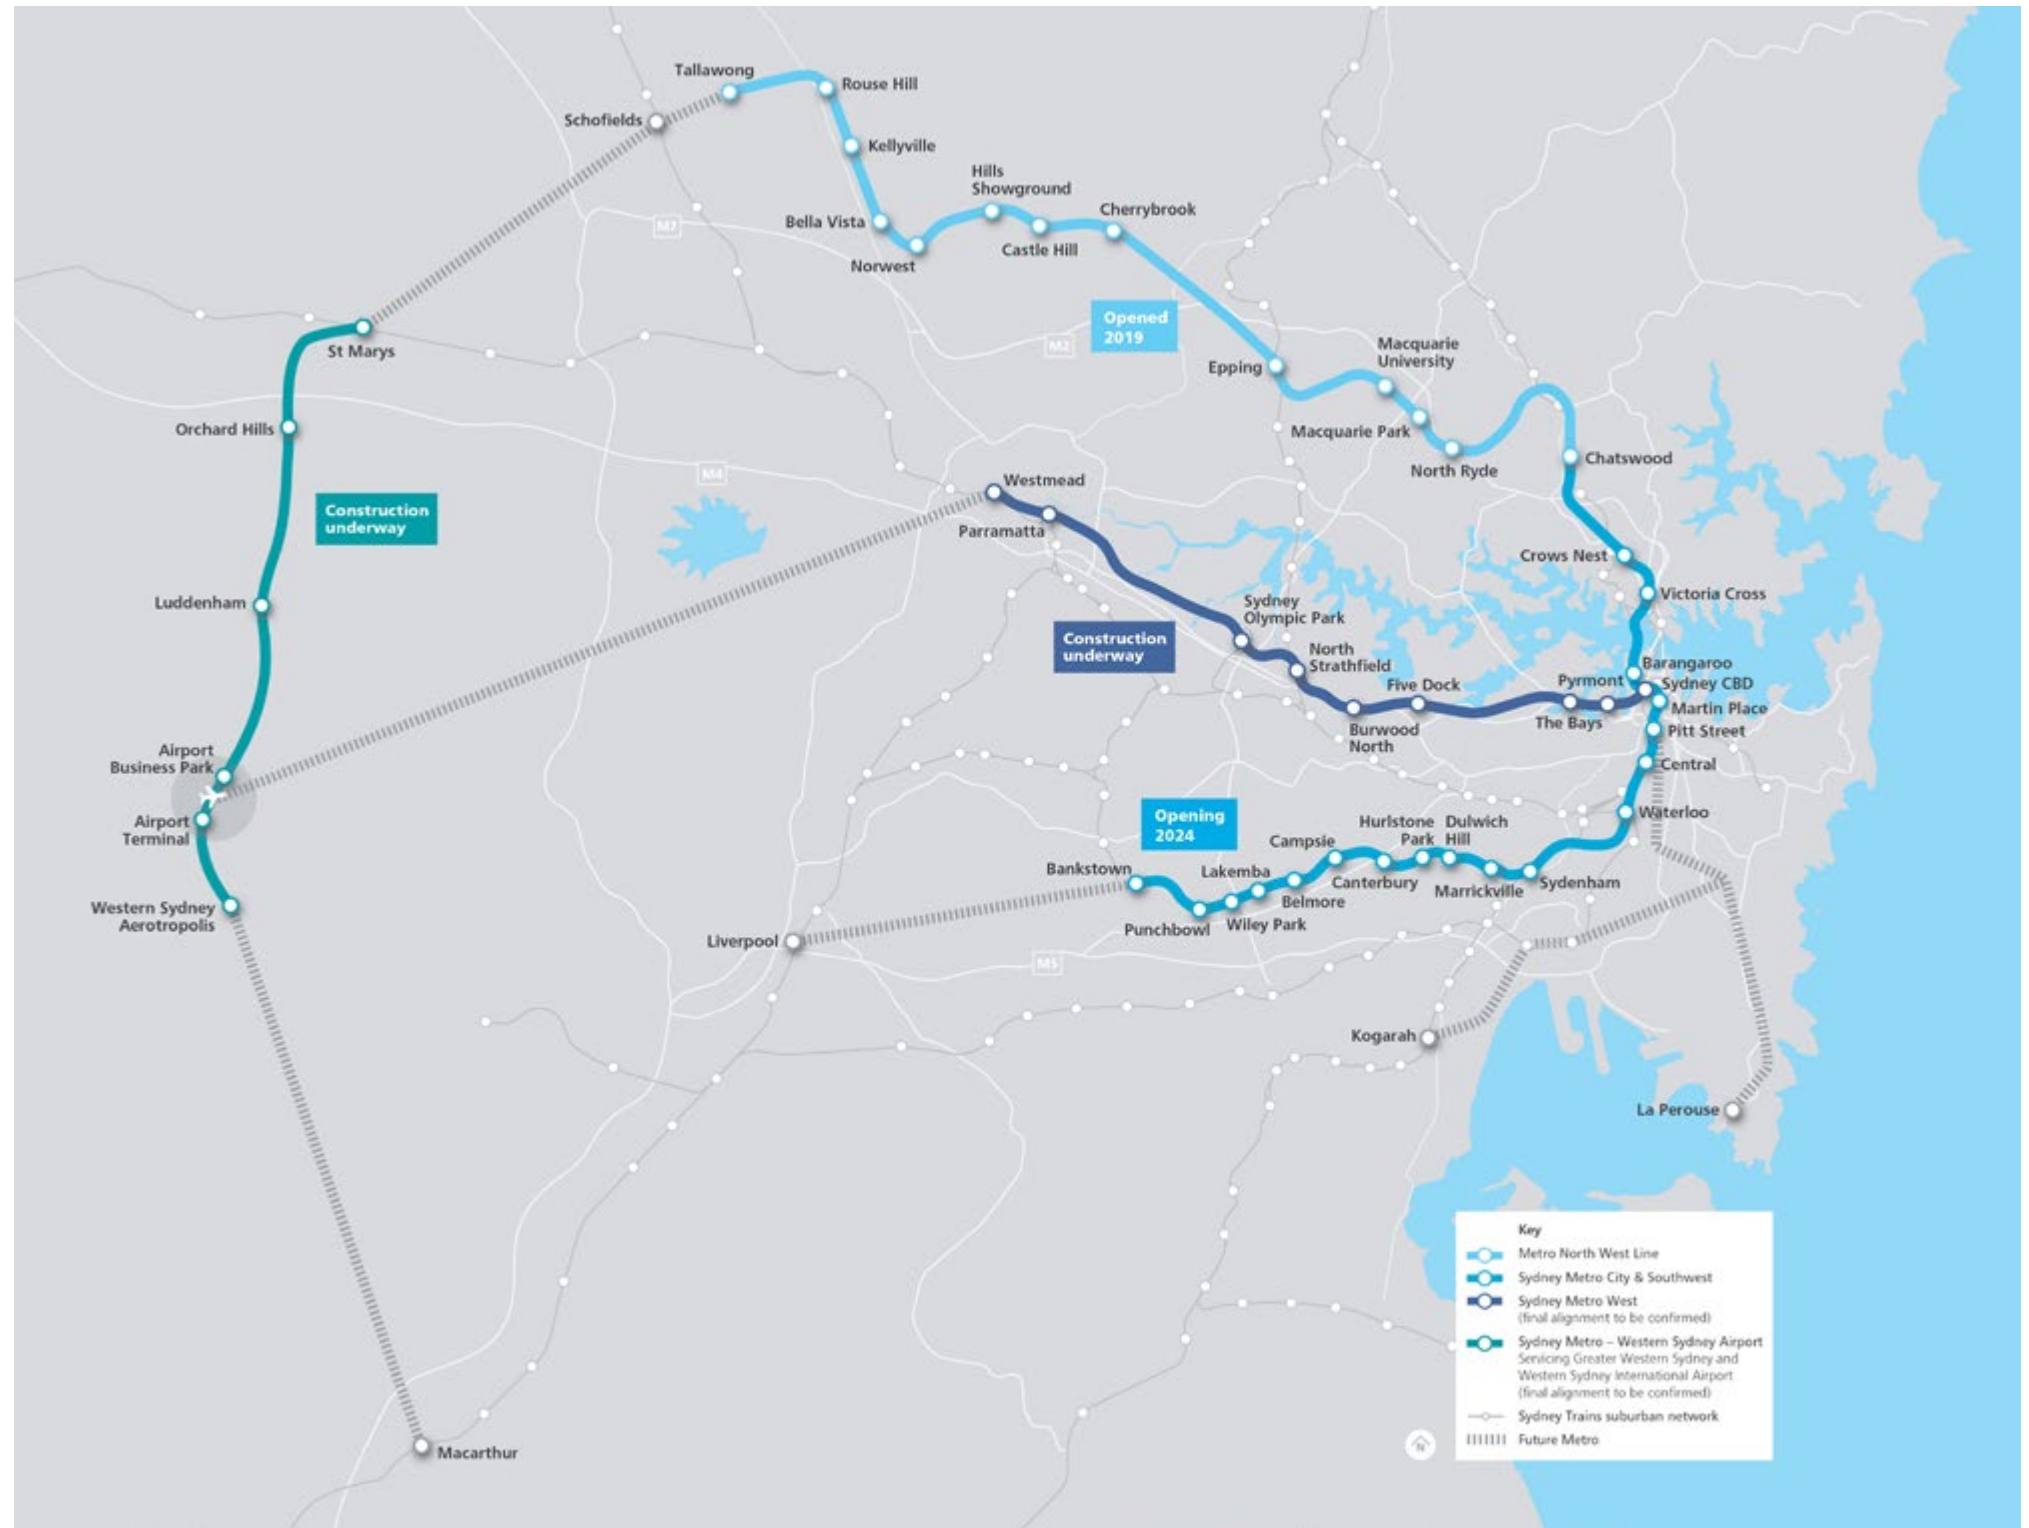 Tallawong
Rouse Hill
Schofields
Kellyville
Hills
Showground
Cherrybrook
Bella Vista
M7
Castle Hill
Norwest
Opened
2019
St Marys
M2
Macquarie
University
Epping
Orchard Hills
Macquarie Park
Chatswood
North Ryde
M4
Westmead
Construction
underway
Parramatta
Crows Nest
Victoria Cross
Luddenham
Sydney
Olympic Park
Construction
underway
North
Strathfield
Barangaroo
Pyrmont
Sydney CBD
Five Dock
Martin Place
The Bays
Pitt Street
Burwood
North
Airport
Business Park
Central
Opening
2024
Waterloo
Airport
Terminal
Hurlstone
Park
Dulwich
Hill
Campsie
Bankstown
Lakemba
Canterbury
Sydenham
Marrickville
Belmore
Western Sydney
Aerotropolis
Punchbowl
Wiley Park
Liverpool
M5
Kogarah
La Perouse
Key
Metro North West Line
Sydney Metro City & Southwest
Sydney Metro West
(final alignment to be confirmed)
Sydney Metro – Western Sydney Airport
Servicing Greater Western Sydney and
Western Sydney International Airport
(final alignment to be confirmed)
Sydney Trains suburban network
Future Metro
N
Macarthur